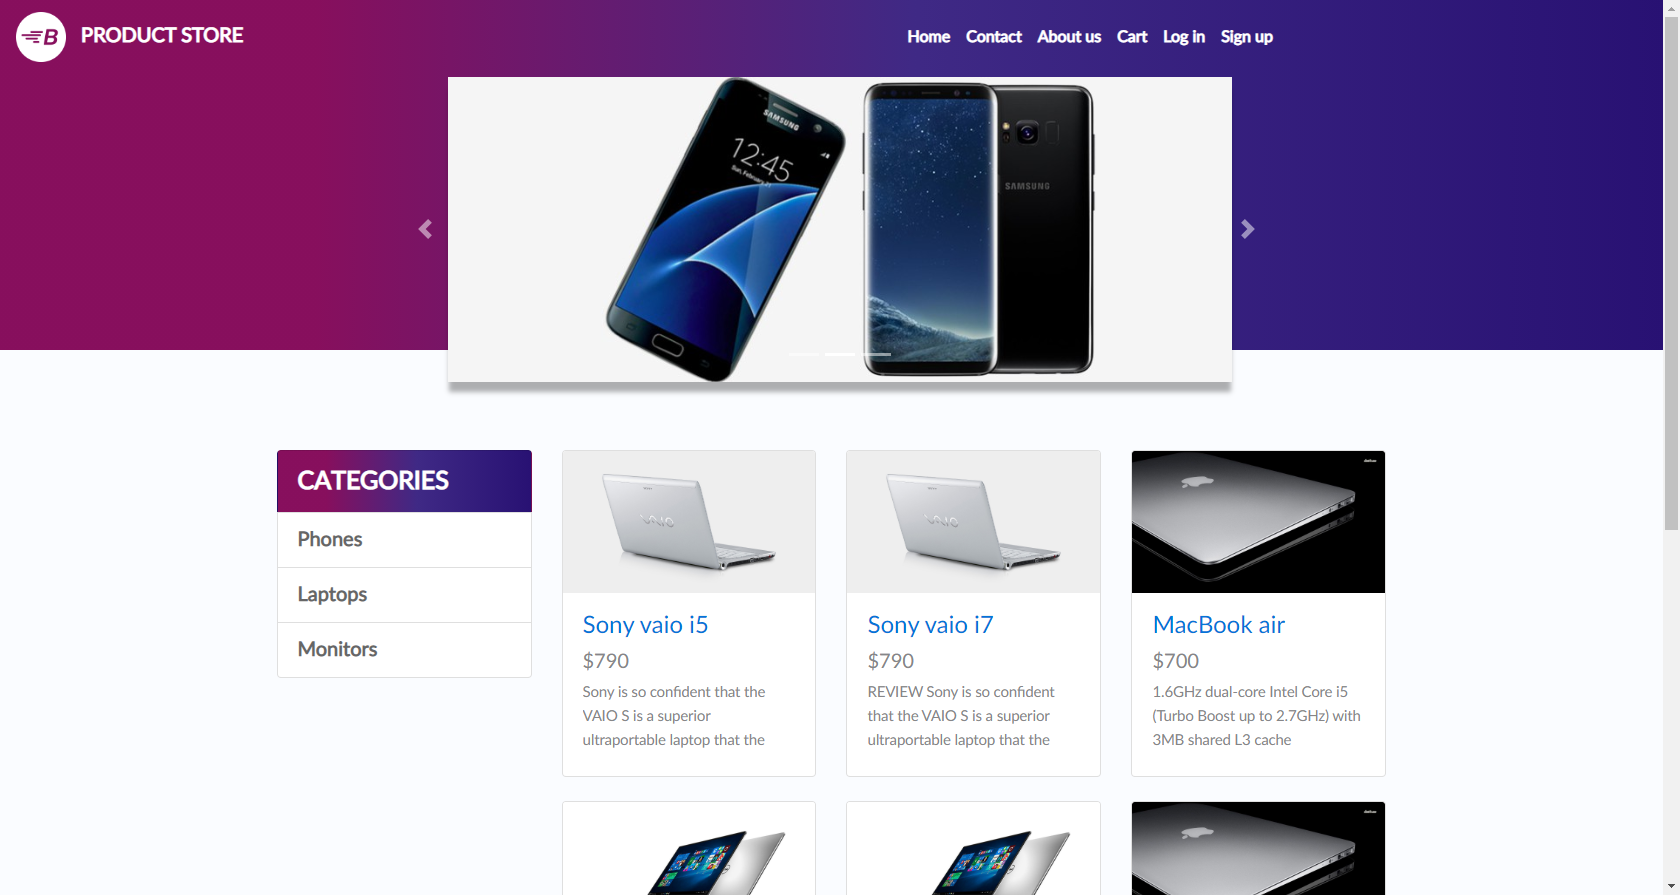 B PRODUCT STORE
Home Contact About us Cart Log in Sign up
SAMSUNG
12:45
SAMSUNG
CATEGORIES
Phones
Laptops
Monitors
VAIO
Sony vaio i5
$790
Sony is so confident that the
VAIO S is a superior
ultraportable laptop that the
VAIO
Sony vaio i7
$790
REVIEW Sony is so confident
that the VAIO S is a superior
ultraportable laptop that the
MacBook air
$700
1.6GHz dual-core Intel Core i5
(Turbo Boost up to 2.7GHz) with
3MB shared L3 cache